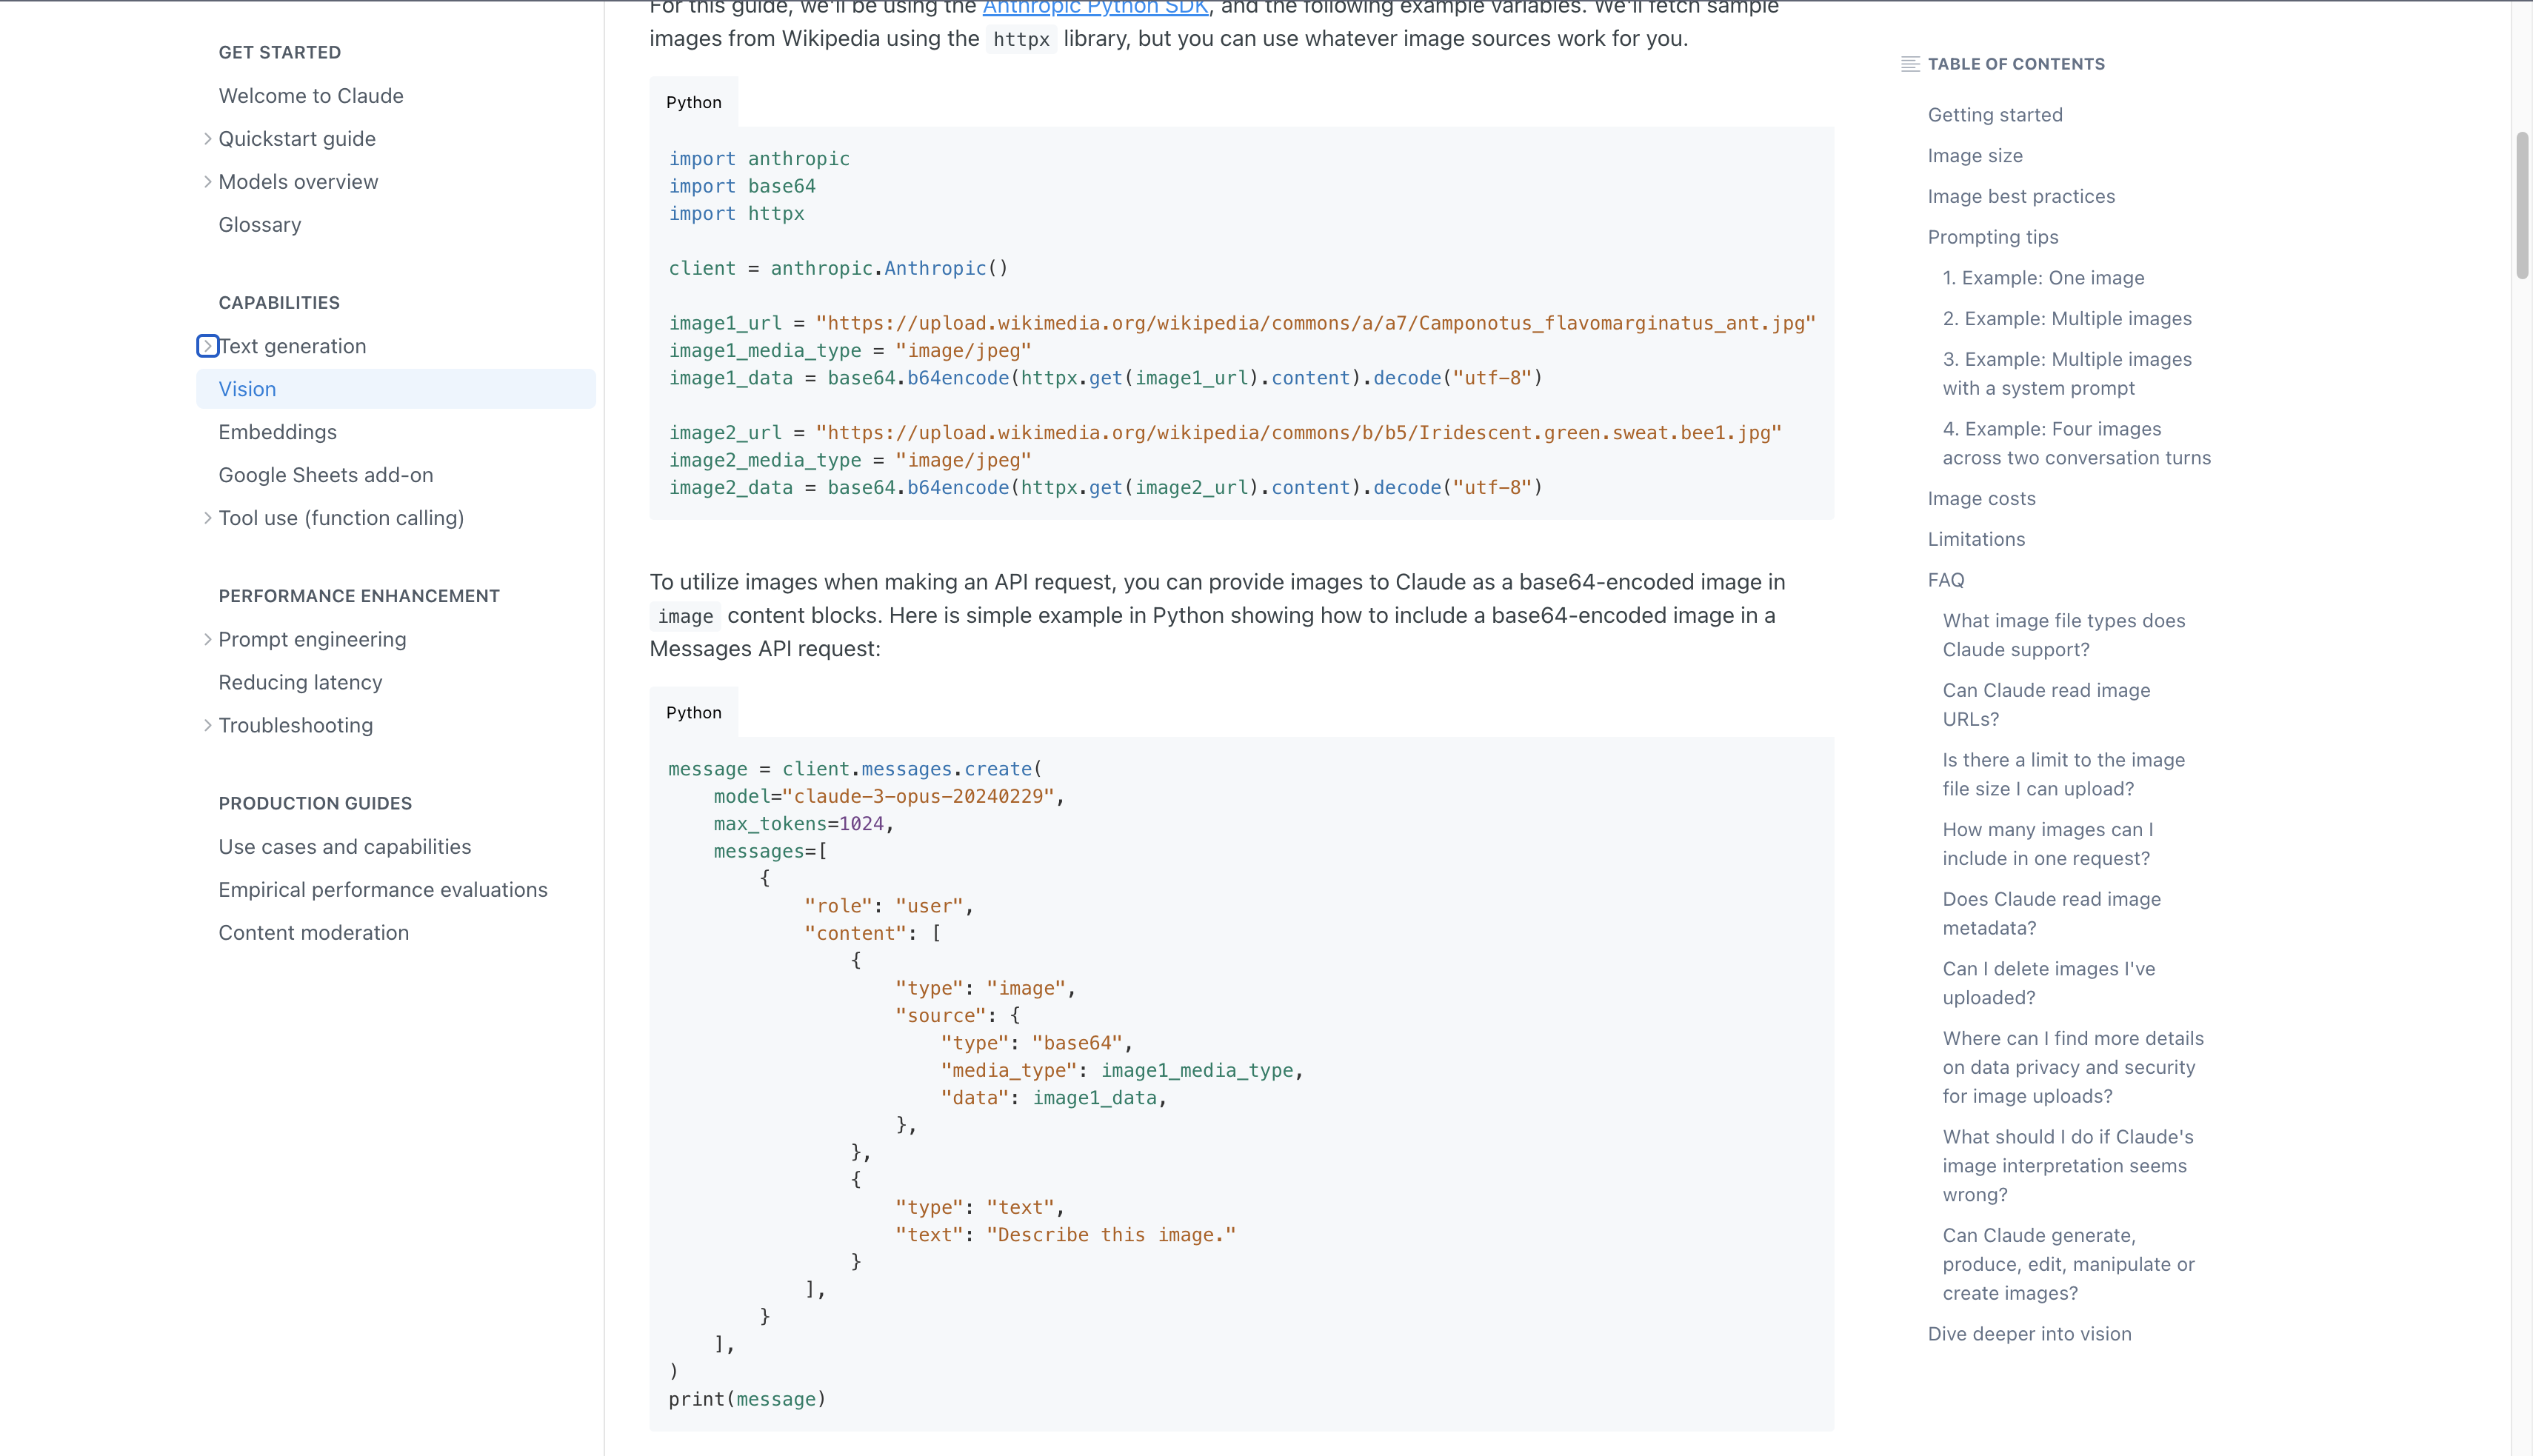 GET STARTED
Welcome to Claude
Quickstart guide
Models overview
Glossary
CAPABILITIES
Text generation
Vision
Embeddings
Google Sheets add-on
Tool use (function calling)
PERFORMANCE ENHANCEMENT
Prompt engineering
Reducing latency
Troubleshooting
PRODUCTION GUIDES
Use cases and capabilities
Empirical performance evaluations
Content moderation
For this guide, we'll be using the Anthropic Python SDK, and the following example variables. We'll fetch sample
images from Wikipedia using the httpx library, but you can use whatever image sources work for you.
Python
import anthropic
import base64
import httpx
client = anthropic.Anthropic()
image1_url = "https://upload.wikimedia.org/wikipedia/commons/a/a7/Camponotus_flavomarginatus_ant.jpg"
image1_media_type = "image/jpeg"
image1_data = base64.b64encode(httpx.get(image1_url).content).decode("utf-8")
image2_url = "https://upload.wikimedia.org/wikipedia/commons/b/b5/Iridescent.green.sweat.bee1.jpg"
image2_media_type = "image/jpeg"
image2_data = base64.b64encode(httpx.get(image2_url).content).decode("utf-8")
To utilize images when making an API request, you can provide images to Claude as a base64-encoded image in
image content blocks. Here is simple example in Python showing how to include a base64-encoded image in a
Messages API request:
Python
message = client.messages.create(
    model="claude-3-opus-20240229",
    max_tokens=1024,
    messages=[
        {
            "role": "user",
            "content": [
                {
                    "type": "image",
                    "source": {
                        "type": "base64",
                        "media_type": image1_media_type,
                        "data": image1_data,
                    },
                },
                {
                    "type": "text",
                    "text": "Describe this image."
                }
            ],
        }
    ],
)
print(message)
TABLE OF CONTENTS
Getting started
Image size
Image best practices
Prompting tips
1. Example: One image
2. Example: Multiple images
3. Example: Multiple images
with a system prompt
4. Example: Four images
across two conversation turns
Image costs
Limitations
FAQ
What image file types does
Claude support?
Can Claude read image
URLs?
Is there a limit to the image
file size I can upload?
How many images can I
include in one request?
Does Claude read image
metadata?
Can I delete images I've
uploaded?
Where can I find more details
on data privacy and security
for image uploads?
What should I do if Claude's
image interpretation seems
wrong?
Can Claude generate,
produce, edit, manipulate or
create images?
Dive deeper into vision